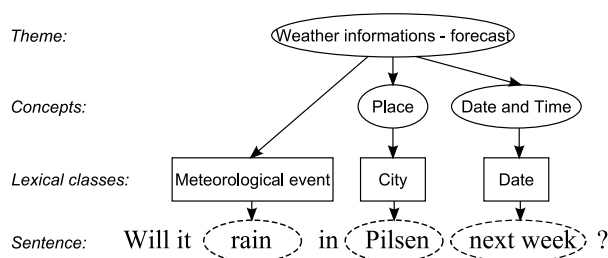 Theme: Weather informations - forecast
Concepts: Place Date and Time
Lexical classes: Meteorological event City Date
Sentence: Will it rain in Pilsen next week ?